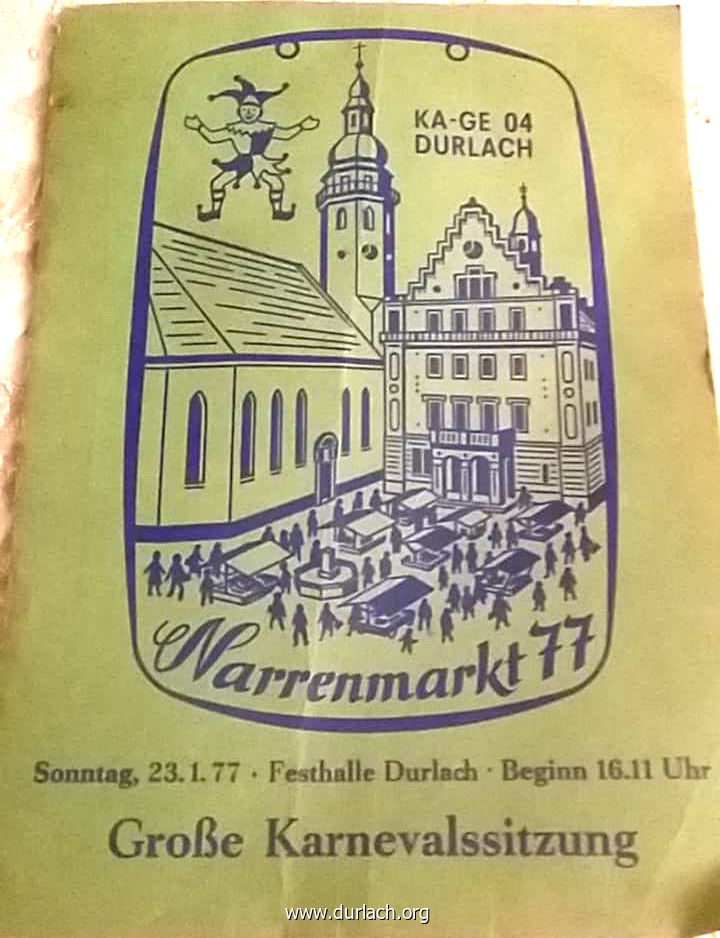 KA-GE 04
DURLACH
Narrenmarkt 77
Sonntag, 23.1.77 · Festhalle Durlach · Beginn 16.11 Uhr
Große Karnevalssitzung
www.durlach.org